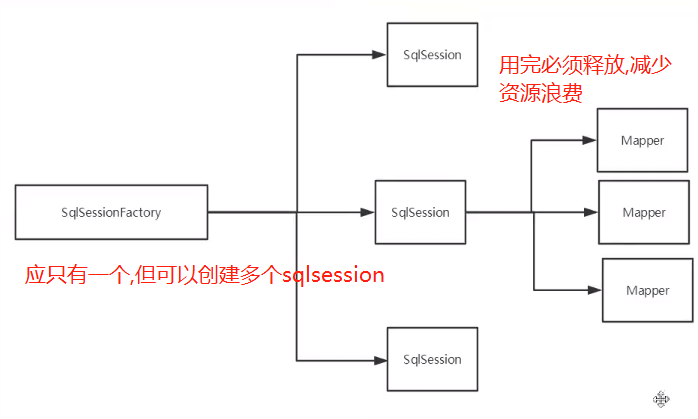 SqlSession
用完必须释放,减少
资源浪费
Mapper
SqlSessionFactory
SqlSession
Mapper
应只有一个,但可以创建多个sqlsession
Mapper
SqlSession